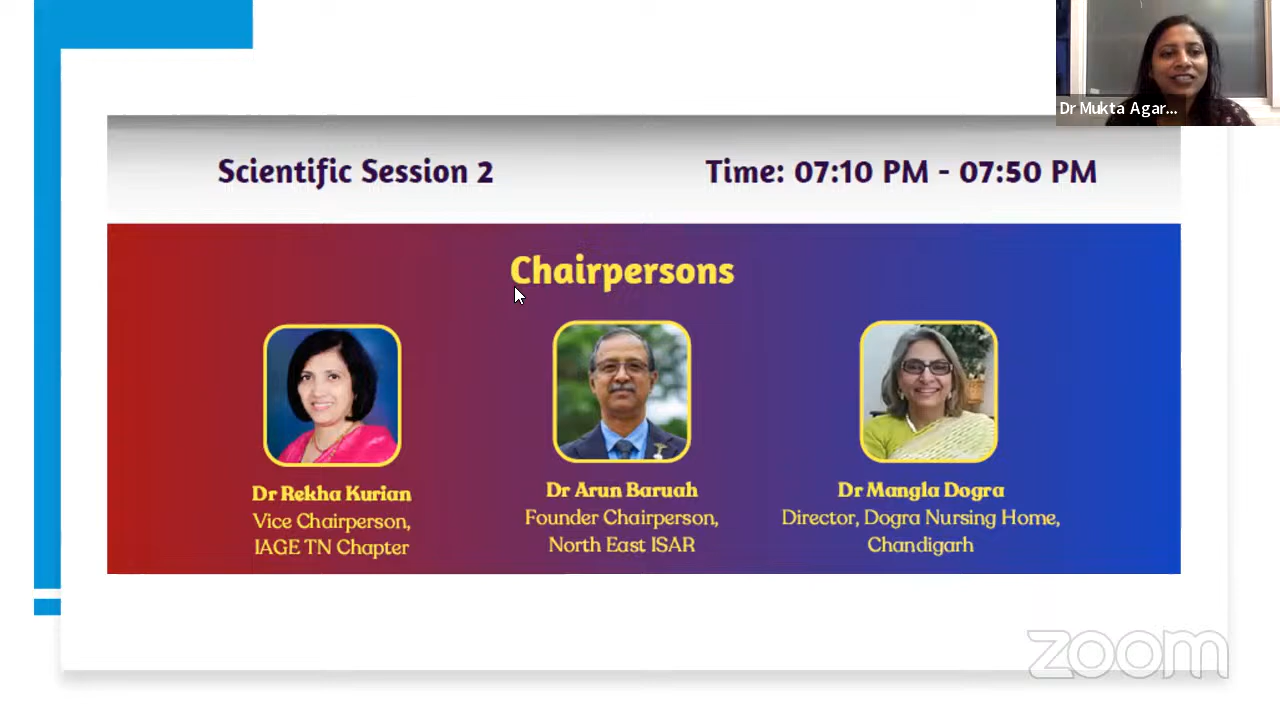 Dr Mukta Agar...
Scientific Session 2
Time: 07:10 PM - 07:50 PM
Chairpersons
Dr Rekha Kurian
Vice Chairperson,
IAGE TN Chapter
Dr Arun Baruah
Founder Chairperson,
North East ISAR
Dr Mangla Dogra
Director, Dogra Nursing Home,
Chandigarh
zoom